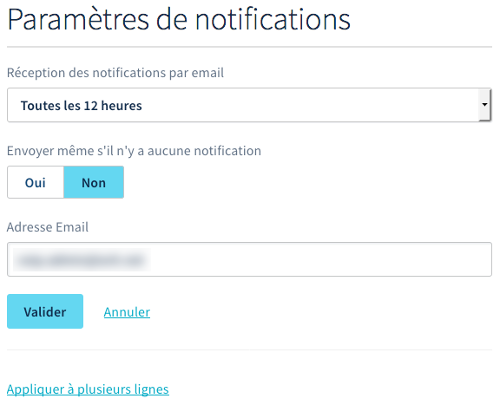 Paramètres de notifications
Réception des notifications par email
Toutes les 12 heures
Envoyer même s'il n'y a aucune notification
Oui Non
Adresse Email
Valider Annuler
Appliquer à plusieurs lignes